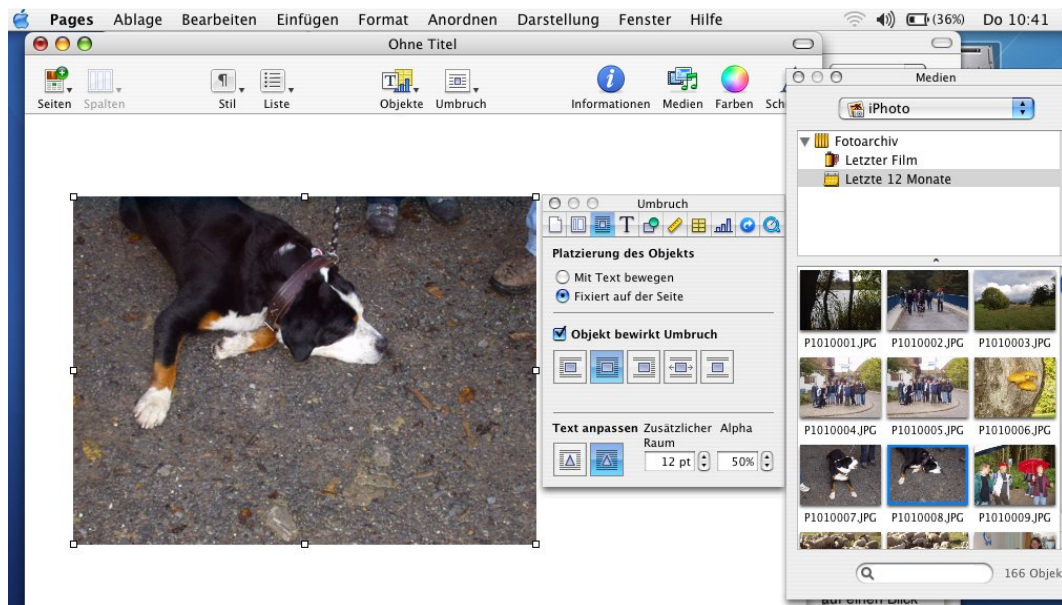 Pages Ablage Bearbeiten Einfügen Format Anordnen Darstellung Fenster Hilfe (36%) Do 10:41
Ohne Titel
Seiten Spalten Stil Liste Objekte Umbruch Informationen Medien Farben
Medien
iPhoto
Fotoarchiv
Letzter Film
Letzte 12 Monate
Umbruch
Platzierung des Objekts
Mit Text bewegen
Fixiert auf der Seite
Objekt bewirkt Umbruch
Text anpassen Zusätzlicher Raum Alpha
12 pt 50%
P1010001.JPG P1010002.JPG P1010003.JPG
P1010004.JPG P1010005.JPG P1010006.JPG
P1010007.JPG P1010008.JPG P1010009.JPG
166 Objek
auf einen Blick